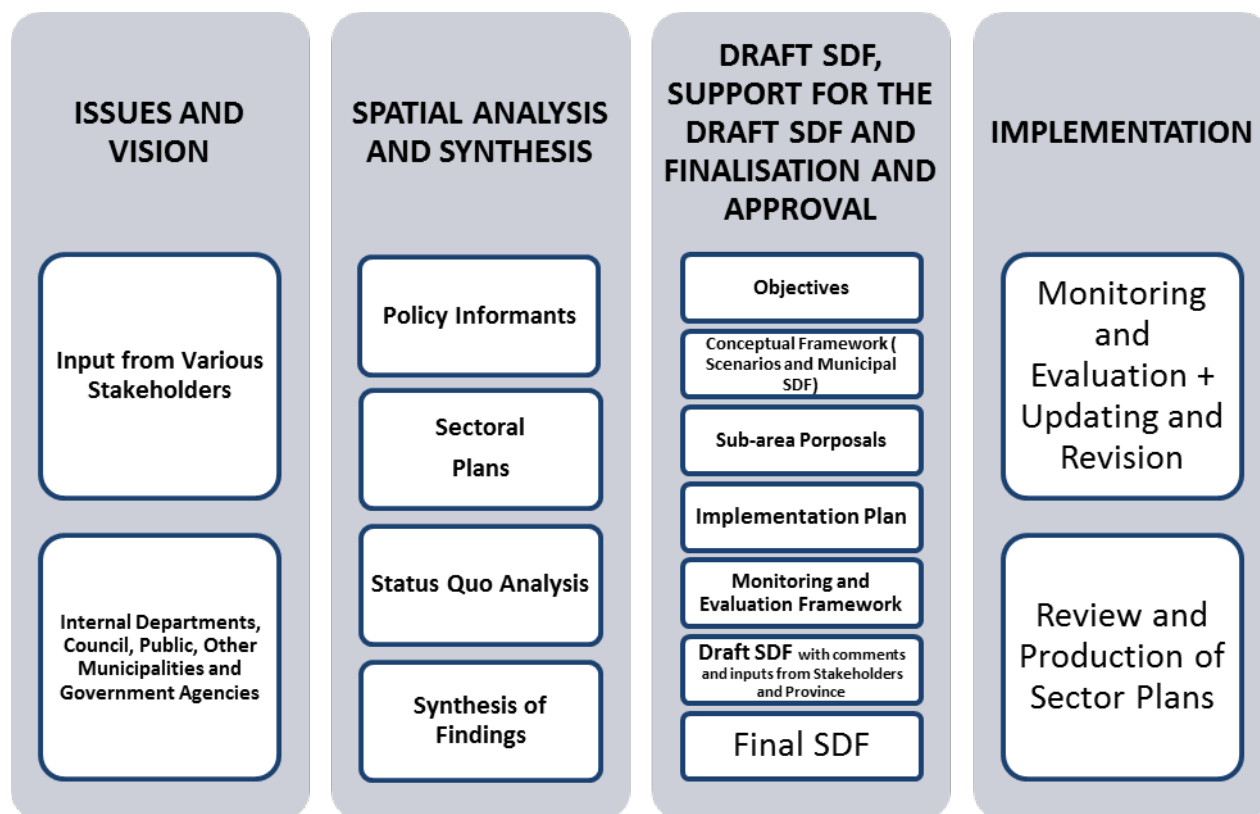 ISSUES AND
VISION
Input from Various
Stakeholders
Internal Departments,
Council, Public, Other
Municipalities and
Government Agencies
SPATIAL ANALYSIS
AND SYNTHESIS
Policy Informants
Sectoral
Plans
Status Quo Analysis
Synthesis of
Findings
DRAFT SDF,
SUPPORT FOR THE
DRAFT SDF AND
FINALISATION AND
APPROVAL
Objectives
Conceptual Framework (
Scenarios and Municipal
SDF)
Sub-area Porposals
Implementation Plan
Monitoring and
Evaluation Framework
Draft SDF with comments
and inputs from Stakeholders
and Province
Final SDF
IMPLEMENTATION
Monitoring
and
Evaluation +
Updating and
Revision
Review and
Production of
Sector Plans